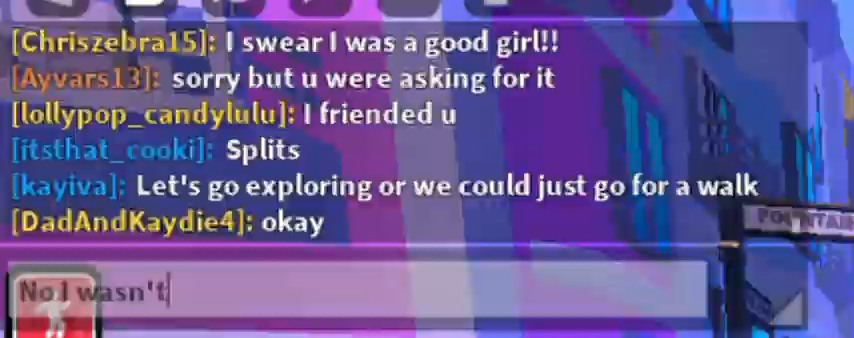 [Chriszebra15]: I swear I was a good girl!!
[Ayvars13]: sorry but u were asking for it
[lollypop_candylulu]: I friended u
[itsthat_cooki]: Splits
[kayiva]: Let's go exploring or we could just go for a walk
[DadAndKaydie4]: okay
FOUNTAIN
No I wasn't